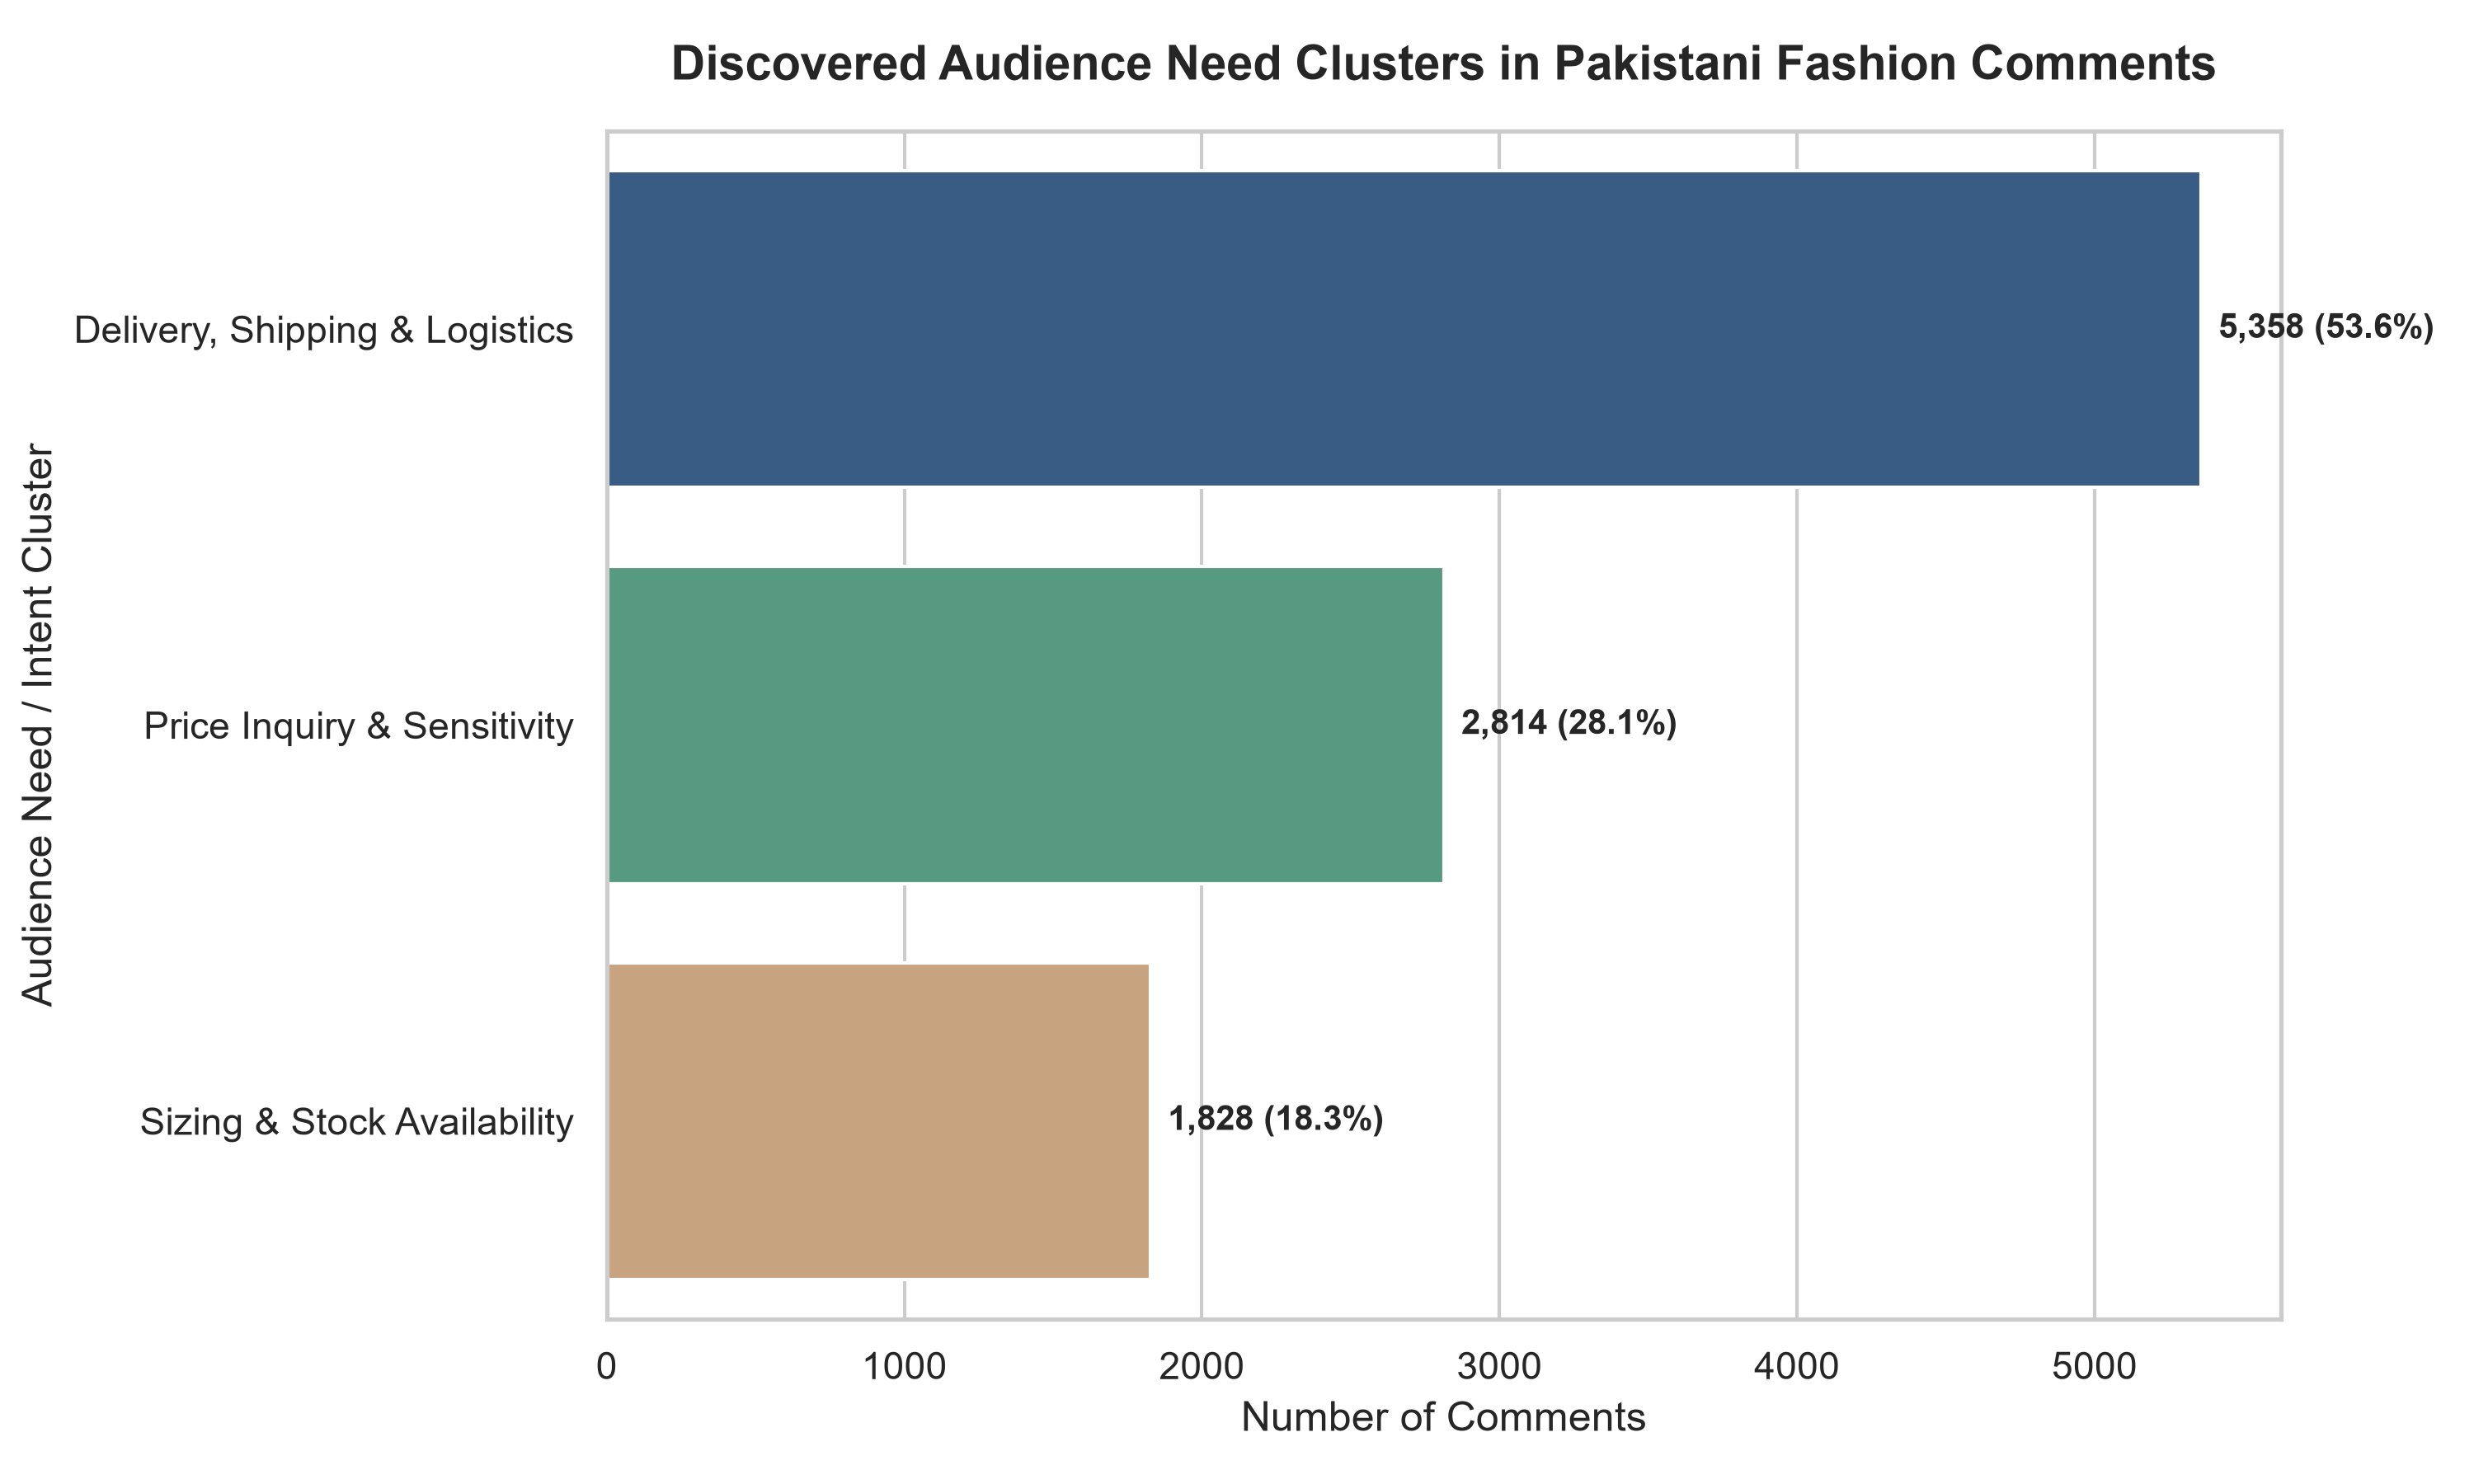 Discovered Audience Need Clusters in Pakistani Fashion Comments
Audience Need / Intent Cluster
Delivery, Shipping & Logistics
5,358 (53.6%)
Price Inquiry & Sensitivity
2,814 (28.1%)
Sizing & Stock Availability
1,828 (18.3%)
0 1000 2000 3000 4000 5000
Number of Comments